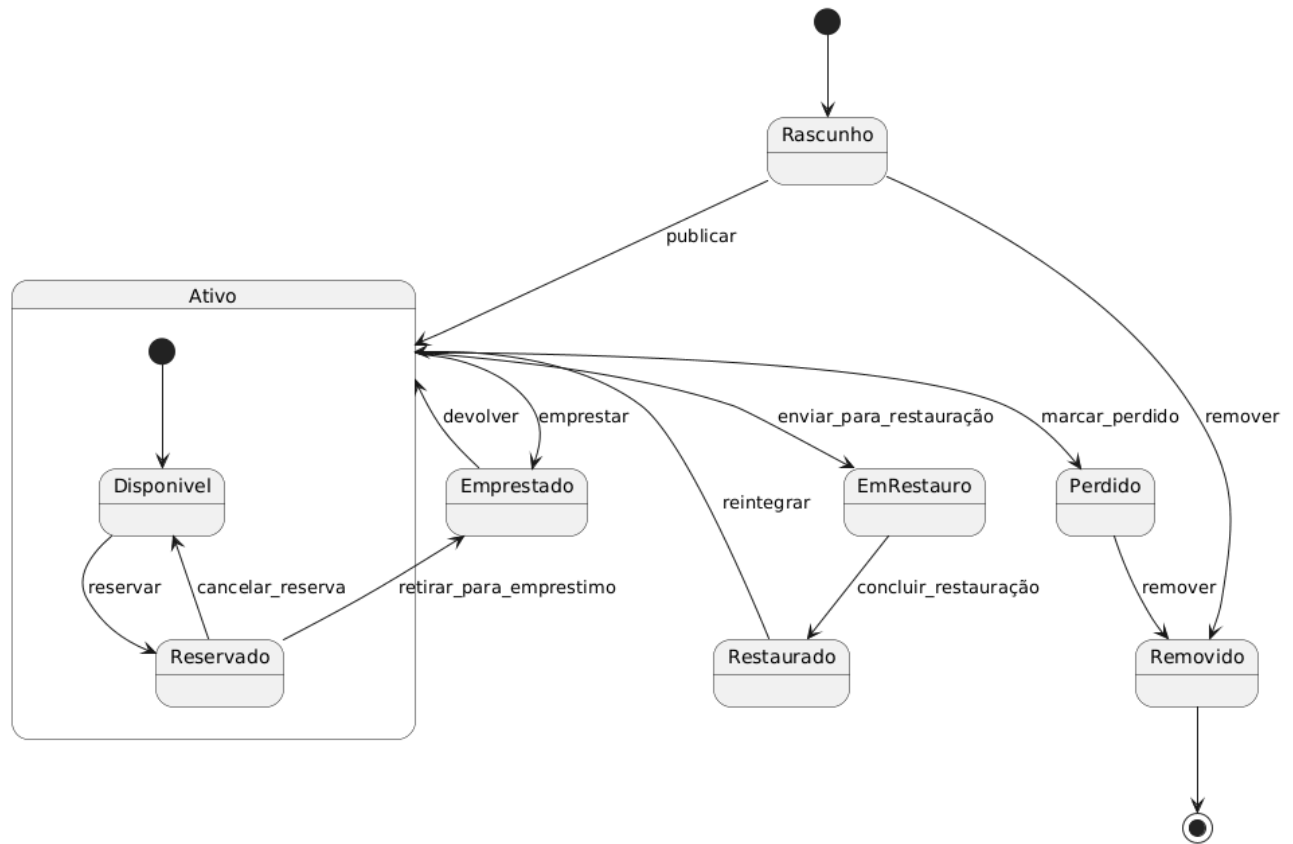 Rascunho
publicar
Ativo
devolver
emprestar
enviar_para_restauração
marcar_perdido
remover
Disponivel
Emprestado
EmRestauro
Perdido
reintegrar
reservar
cancelar_reserva
retirar_para_emprestimo
concluir_restauração
remover
Reservado
Restaurado
Removido